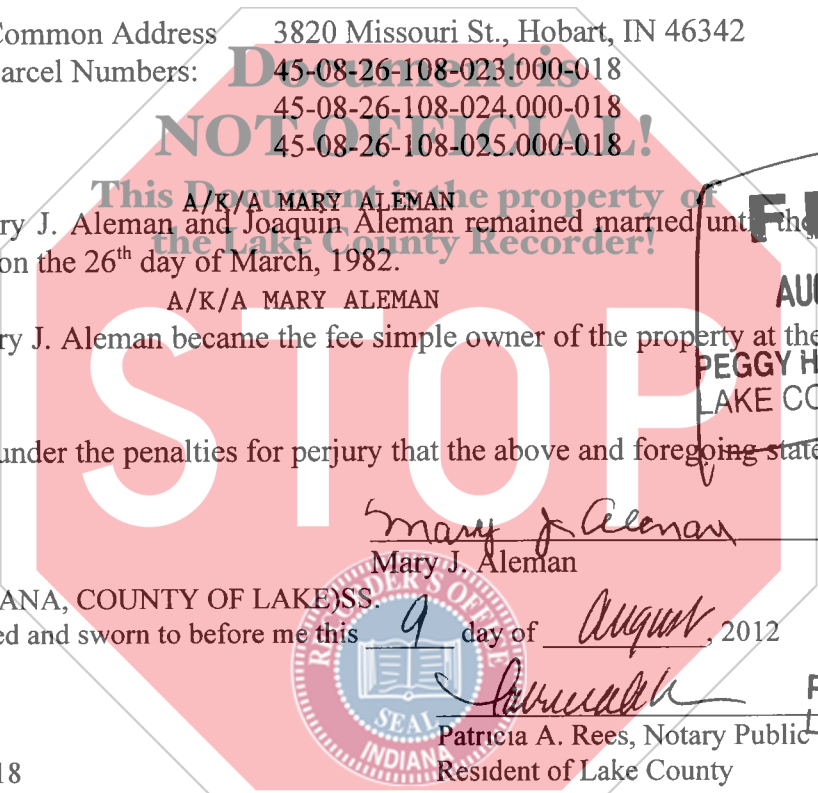 Common Address 3820 Missouri St., Hobart, IN 46342
arcel Numbers: 45-08-26-108-023.000-018
45-08-26-108-024.000-018
45-08-26-108-025.000-018
Document is
NOT OFFICIAL!
This Document is the property of
the Lake County Recorder!
A/K/A MARY ALEMAN
ry J. Aleman and Joaquin Aleman remained married until the
on the 26th day of March, 1982.
A/K/A MARY ALEMAN
ry J. Aleman became the fee simple owner of the property at the
F
AUG
PEGGY H
LAKE CO
STOP
under the penalties for perjury that the above and foregoing state
Mary J Aleman
Mary J. Aleman
ANA, COUNTY OF LAKE)SS.
ed and sworn to before me this 9 day of August, 2012
RECORDER'S OFFICE
SEAL
INDIANA
Patricia A. Rees, Notary Public
Resident of Lake County
18